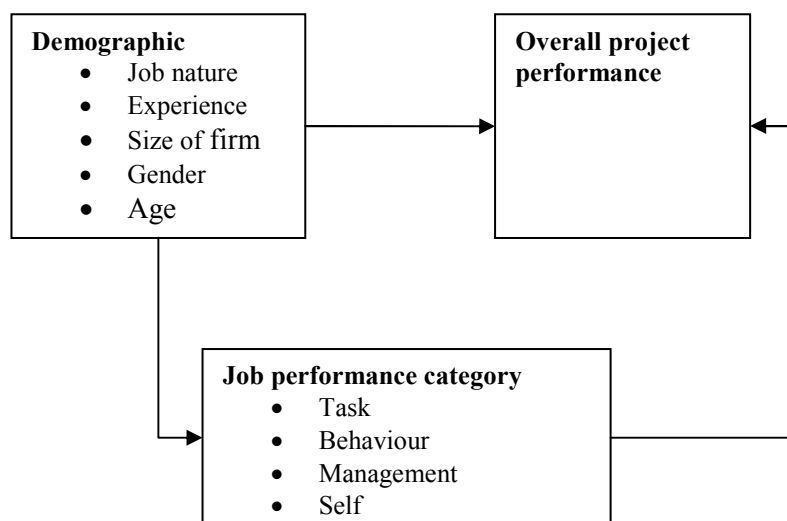 Demographic
• Job nature
• Experience
• Size of firm
• Gender
• Age
Overall project
performance
Job performance category
• Task
• Behaviour
• Management
• Self